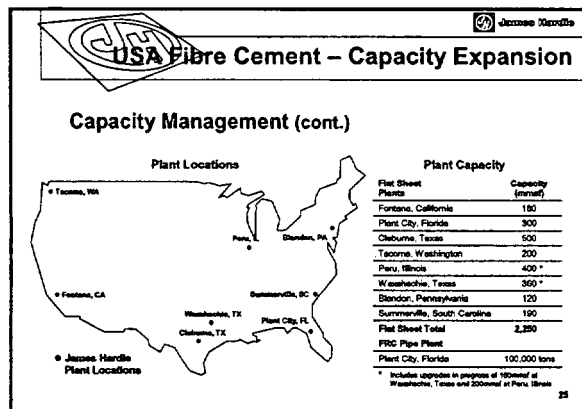 JH James Hardie
USA Fibre Cement – Capacity Expansion
Capacity Management (cont.)
Plant Locations
Tacoma, WA
Peru, IL
Blandon, PA
Fontana, CA
Summerville, SC
Waxahachie, TX
Plant City, FL
Cleburne, TX
James Hardie
Plant Locations
Plant Capacity
Flat Sheet Capacity
Plants (mmsf)
Fontana, California 180
Plant City, Florida 300
Cleburne, Texas 500
Tacoma, Washington 200
Peru, Illinois 400 *
Waxahachie, Texas 360 *
Blandon, Pennsylvania 120
Summerville, South Carolina 190
Flat Sheet Total 2,250
FRC Pipe Plant
Plant City, Florida 100,000 tons
* Includes upgrades in progress of 160mmsf at
Waxahachie, Texas and 200mmsf at Peru, Illinois
25